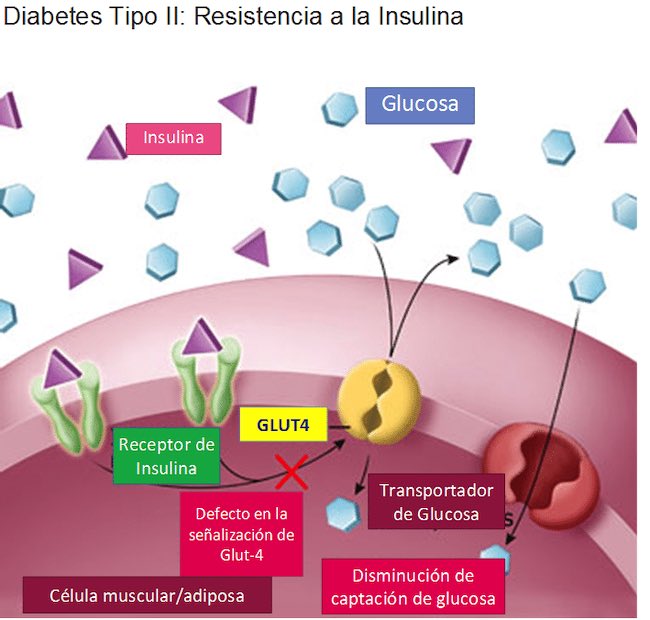 Diabetes Tipo II: Resistencia a la Insulina
Glucosa
Insulina
GLUT4
Receptor de
Insulina
Transportador
de Glucosa
s
Defecto en la
señalización de
Glut-4
Disminución de
captación de glucosa
Célula muscular/adiposa